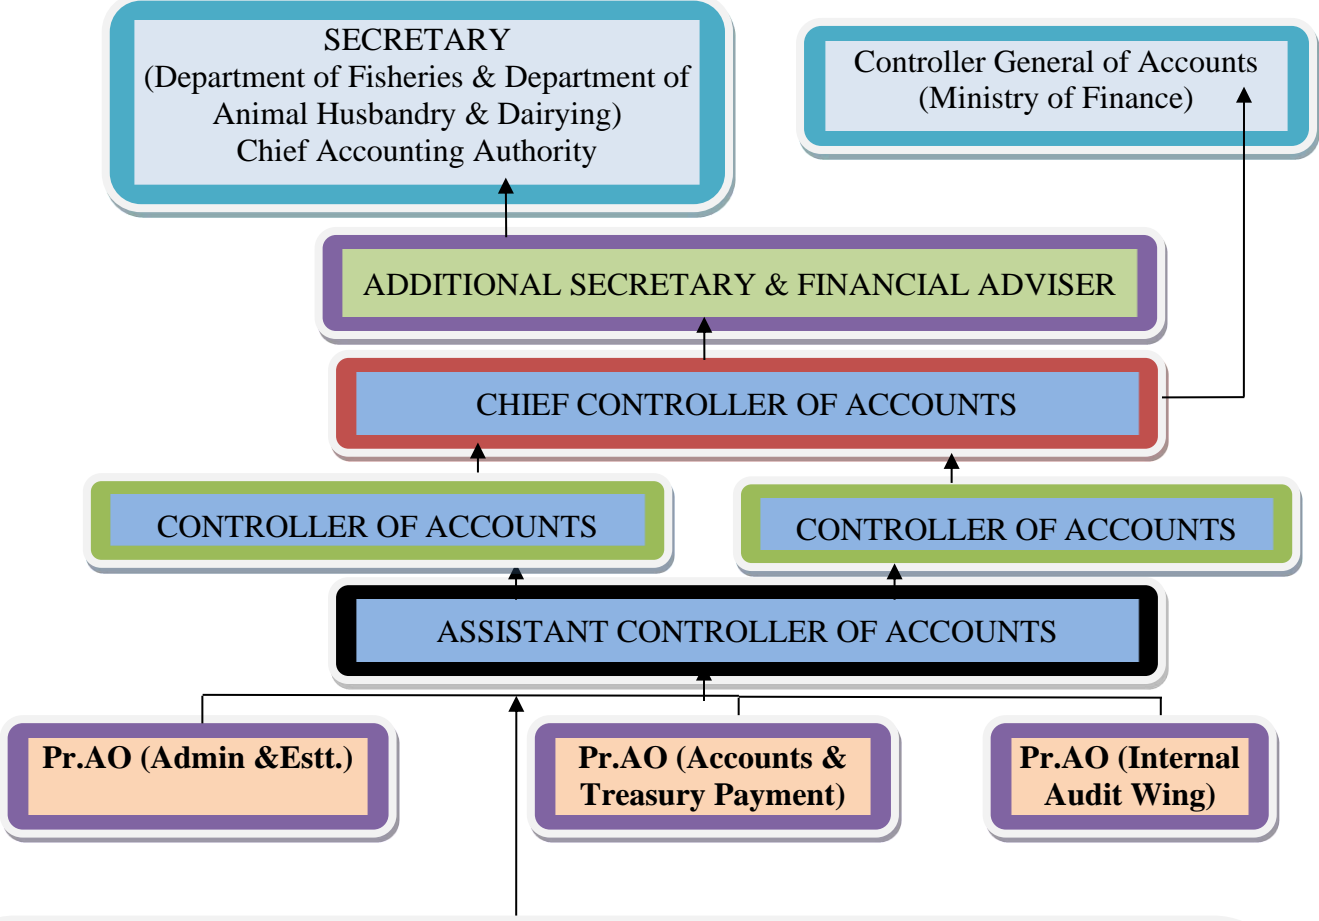 SECRETARY
(Department of Fisheries & Department of
Animal Husbandry & Dairying)
Chief Accounting Authority
Controller General of Accounts
(Ministry of Finance)
ADDITIONAL SECRETARY & FINANCIAL ADVISER
CHIEF CONTROLLER OF ACCOUNTS
CONTROLLER OF ACCOUNTS
CONTROLLER OF ACCOUNTS
ASSISTANT CONTROLLER OF ACCOUNTS
Pr.AO (Admin &Estt.)
Pr.AO (Accounts &
Treasury Payment)
Pr.AO (Internal
Audit Wing)